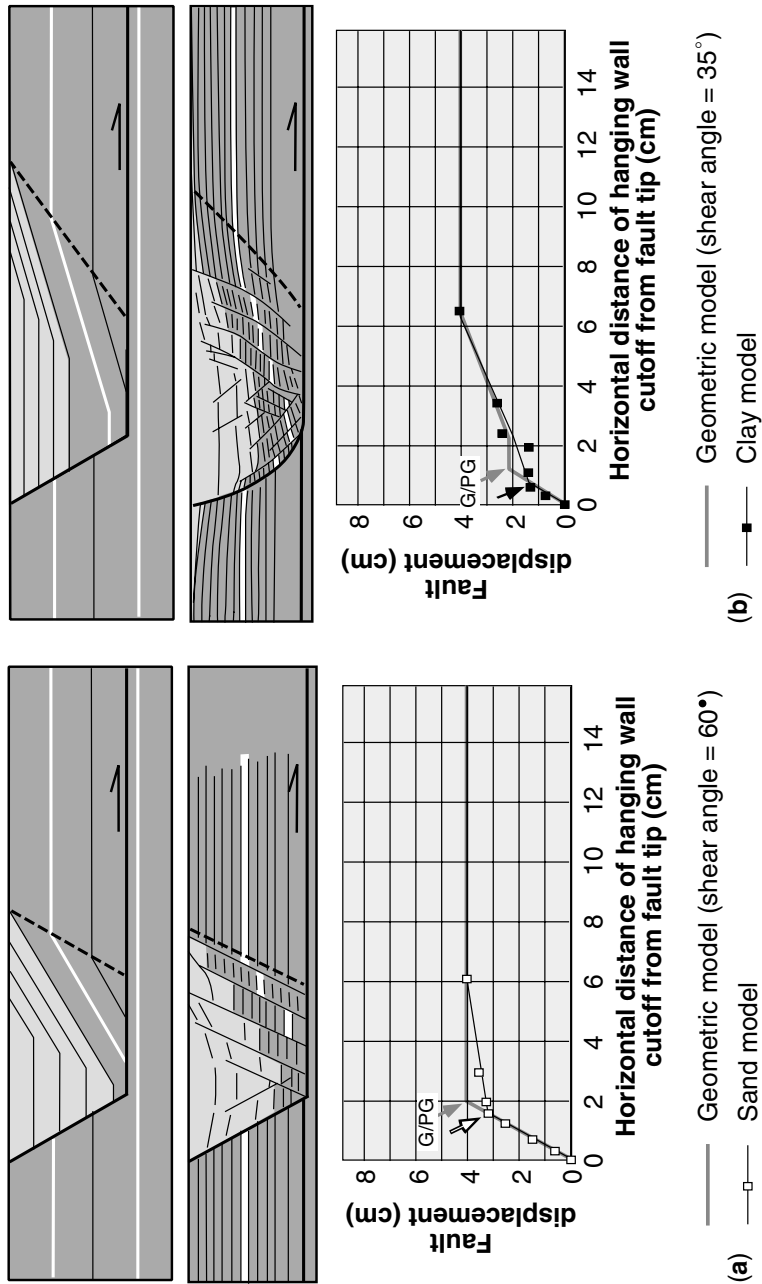 G/PG
8
6
4
2
0
Fault
displacement (cm)
0 2 4 6 8 10 12 14
Horizontal distance of hanging wall
cutoff from fault tip (cm)
Geometric model (shear angle = 60•)
(a) Sand model
G/PG
8
6
4
2
0
Fault
displacement (cm)
0 2 4 6 8 10 12 14
Horizontal distance of hanging wall
cutoff from fault tip (cm)
Geometric model (shear angle = 35°)
(b) Clay model